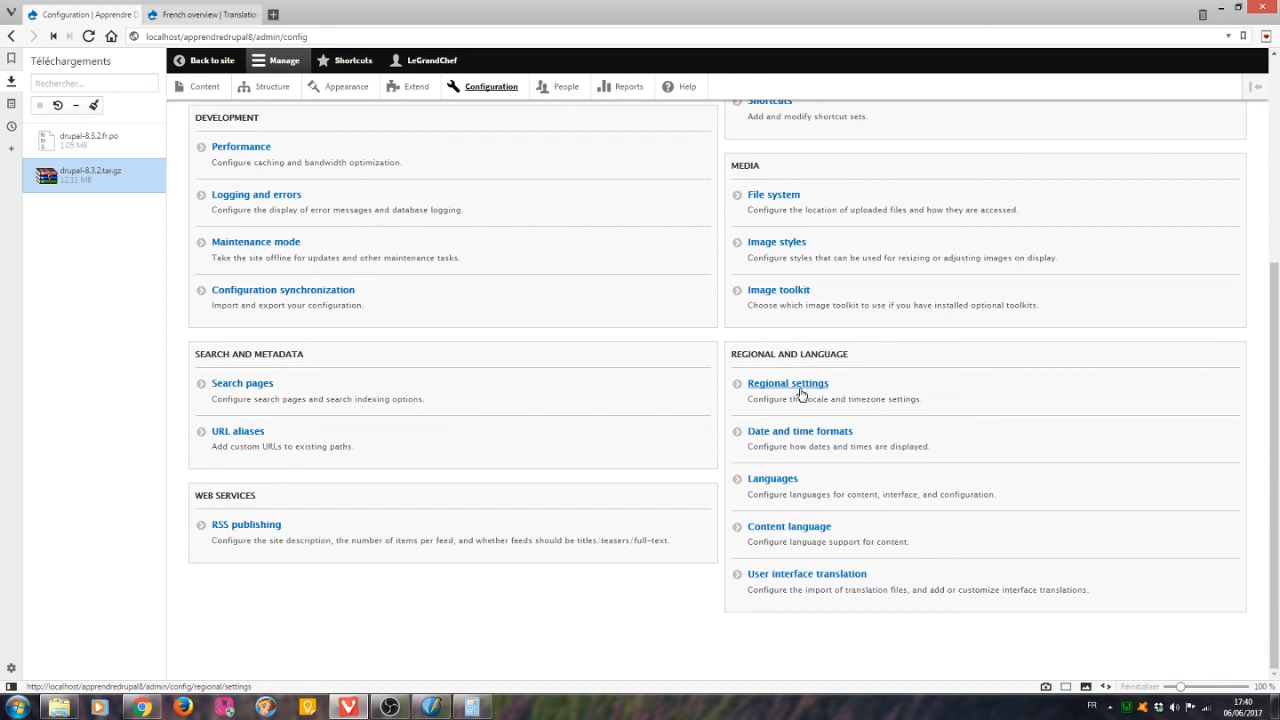 Configuration | Apprendre D
French overview | Translatio
localhost/apprendredrupal8/admin/config
Téléchargements
Rechercher...
drupal-8.3.2.fr.po
1.05 MB
drupal-8.3.2.tar.gz
12.11 MB
Back to site
Manage
Shortcuts
LeGrandChef
Content
Structure
Appearance
Extend
Configuration
People
Reports
Help
DEVELOPMENT
Performance
Configure caching and bandwidth optimization.
Logging and errors
Configure the display of error messages and database logging.
Maintenance mode
Take the site offline for updates and other maintenance tasks.
Configuration synchronization
Import and export your configuration.
SEARCH AND METADATA
Search pages
Configure search pages and search indexing options.
URL aliases
Add custom URLs to existing paths.
WEB SERVICES
RSS publishing
Configure the site description, the number of items per feed, and whether feeds should be titles/teasers/full-text.
Shortcuts
Add and modify shortcut sets.
MEDIA
File system
Configure the location of uploaded files and how they are accessed.
Image styles
Configure styles that can be used for resizing or adjusting images on display.
Image toolkit
Choose which image toolkit to use if you have installed optional toolkits.
REGIONAL AND LANGUAGE
Regional settings
Configure the locale and timezone settings.
Date and time formats
Configure how dates and times are displayed.
Languages
Configure languages for content, interface, and configuration.
Content language
Configure language support for content.
User interface translation
Configure the import of translation files, and add or customize interface translations.
http://localhost/apprendredrupal8/admin/config/regional/settings
Réinitialiser
100 %
FR
17:40
06/06/2017